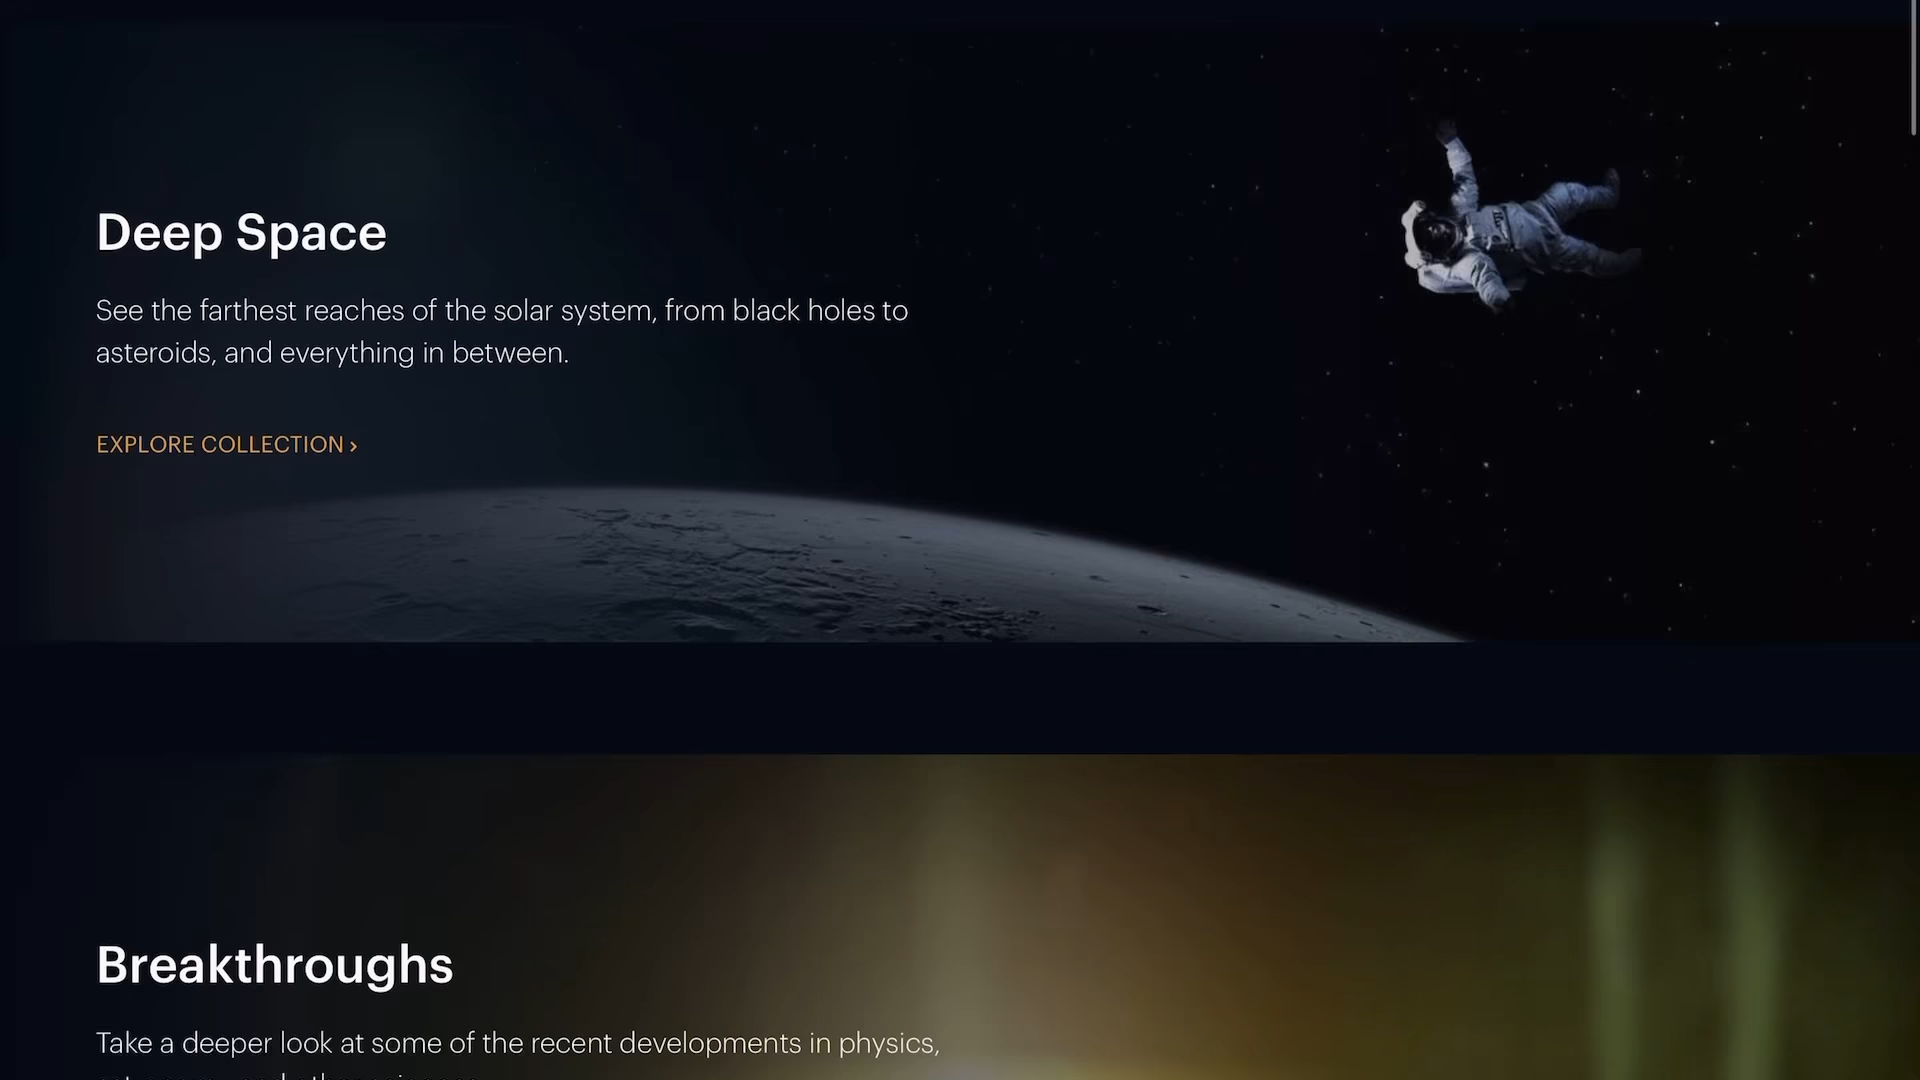 Deep Space
See the farthest reaches of the solar system, from black holes to
asteroids, and everything in between.
EXPLORE COLLECTION ›
Breakthroughs
Take a deeper look at some of the recent developments in physics,